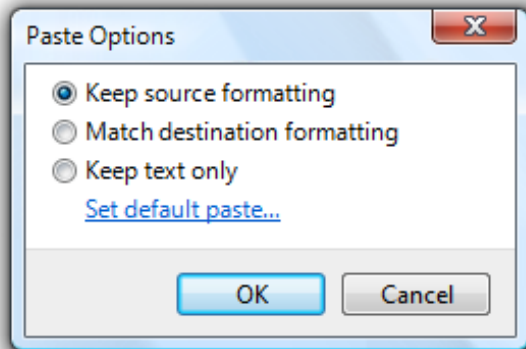 Paste Options
Keep source formatting
Match destination formatting
Keep text only
Set default paste...
OK Cancel